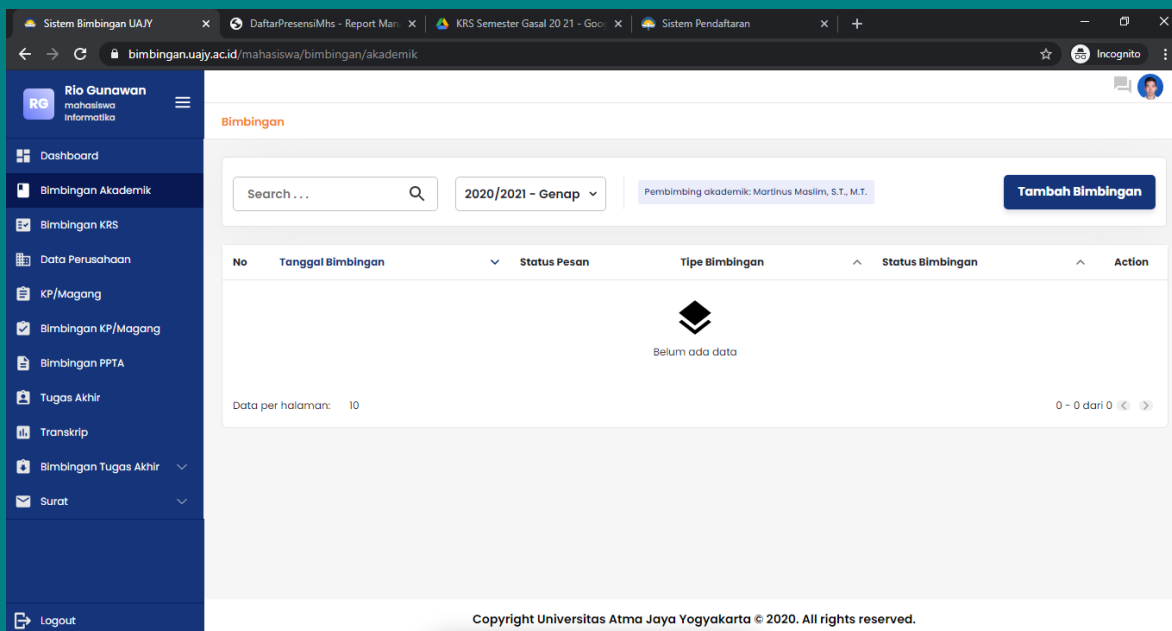 Sistem Bimbingan UAJY
DaftarPresensiMhs - Report Man
KRS Semester Gasal 20 21 - Goog
Sistem Pendaftaran
bimbingan.uajy.ac.id/mahasiswa/bimbingan/akademik
Incognito
RG
Rio Gunawan
mahasiswa
Informatika
Bimbingan
Dashboard
Bimbingan Akademik
Bimbingan KRS
Data Perusahaan
KP/Magang
Bimbingan KP/Magang
Bimbingan PPTA
Tugas Akhir
Transkrip
Bimbingan Tugas Akhir
Surat
Logout
Search . . .
2020/2021 - Genap
Pembimbing akademik: Martinus Maslim, S.T., M.T.
Tambah Bimbingan
No Tanggal Bimbingan Status Pesan Tipe Bimbingan Status Bimbingan Action
Belum ada data
Data per halaman: 10
0 - 0 dari 0
Copyright Universitas Atma Jaya Yogyakarta © 2020. All rights reserved.